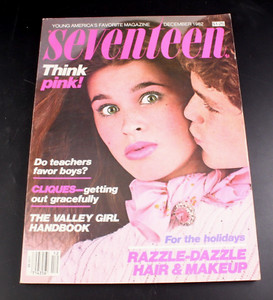 YOUNG AMERICA'S FAVORITE MAGAZINE DECEMBER 1982
seventeen
Think
pink!
Do teachers
favor boys?
CLIQUES—getting
out gracefully
THE VALLEY GIRL
HANDBOOK
For the holidays
RAZZLE-DAZZLE
HAIR & MAKEUP